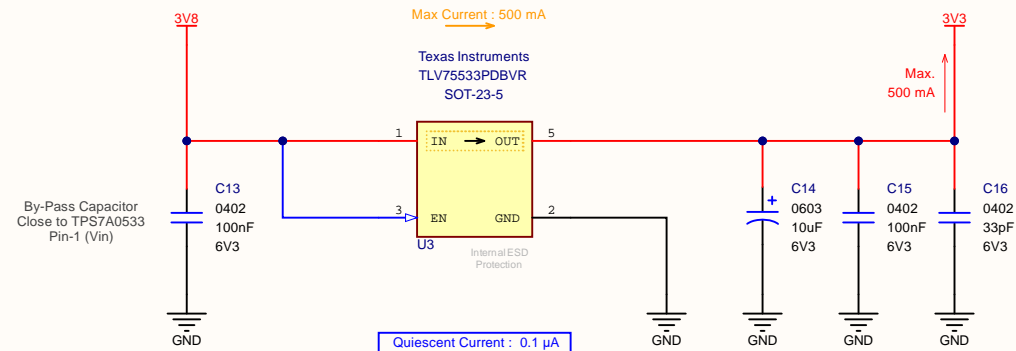 Max Current : 500 mA
3V8
3V3
Texas Instruments
TLV75533PDBVR
SOT-23-5
Max.
500 mA
1
IN
OUT
5
3
EN
GND
2
U3
Internal ESD
Protection
By-Pass Capacitor
Close to TPS7A0533
Pin-1 (Vin)
C13
0402
100nF
6V3
+
C14
0603
10uF
6V3
C15
0402
100nF
6V3
C16
0402
33pF
6V3
GND
GND
GND
GND
GND
Quiescent Current : 0.1 µA